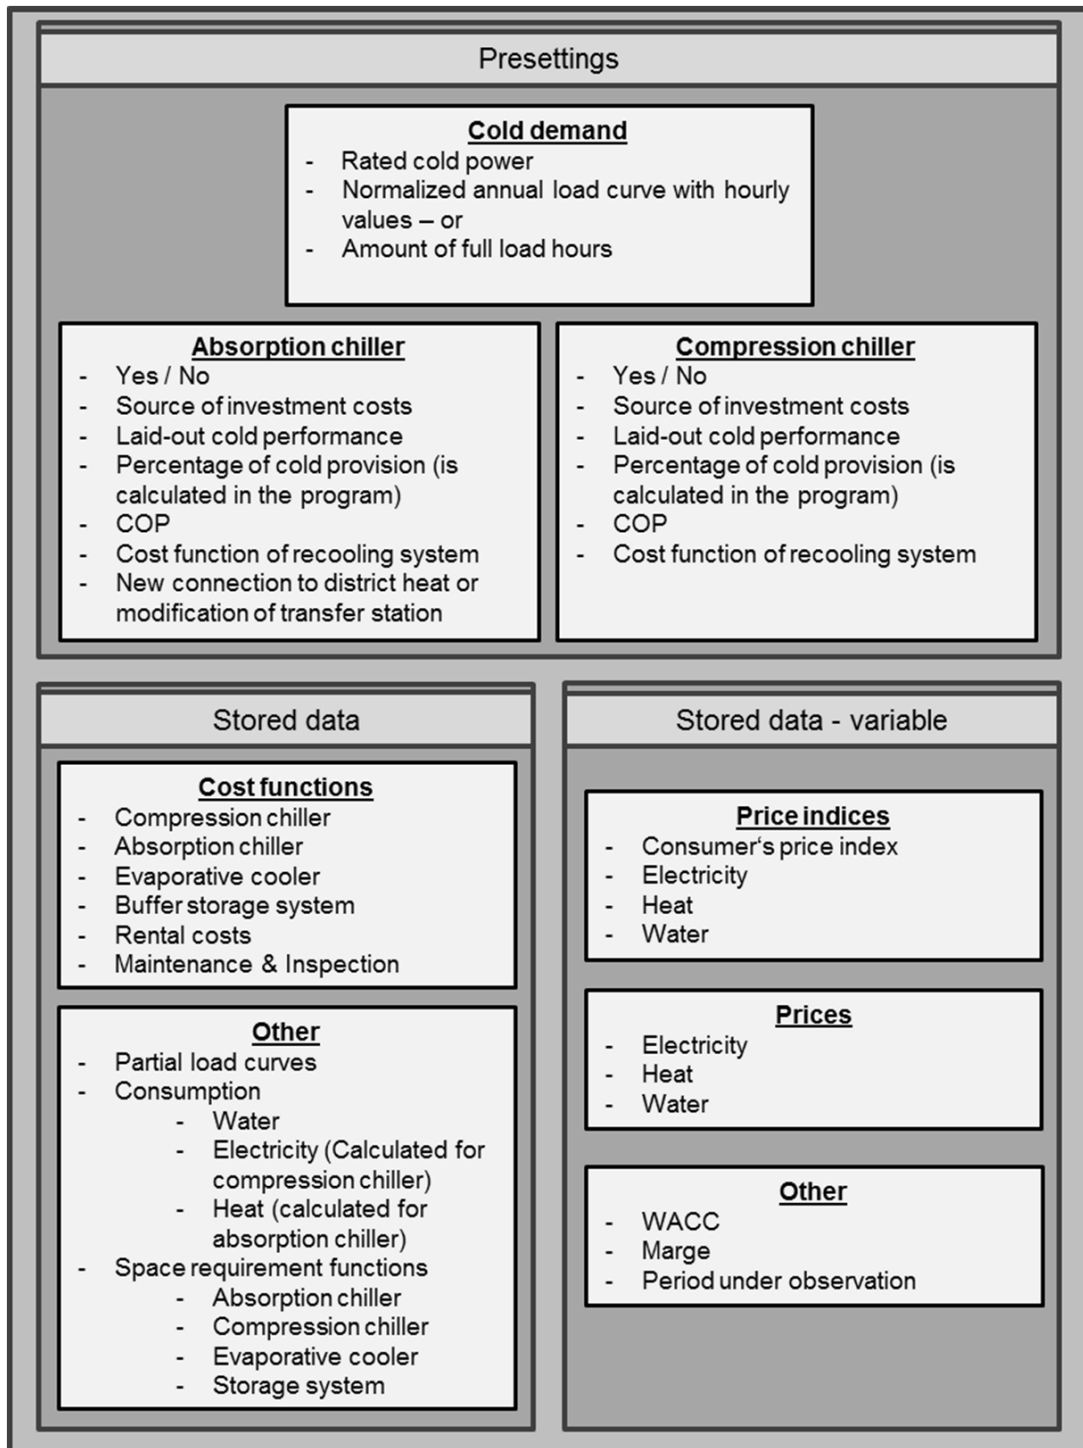 Presettings
Cold demand
- Rated cold power
- Normalized annual load curve with hourly
values – or
- Amount of full load hours
Absorption chiller
- Yes / No
- Source of investment costs
- Laid-out cold performance
- Percentage of cold provision (is
calculated in the program)
- COP
- Cost function of recooling system
- New connection to district heat or
modification of transfer station
Compression chiller
- Yes / No
- Source of investment costs
- Laid-out cold performance
- Percentage of cold provision (is
calculated in the program)
- COP
- Cost function of recooling system
Stored data
Cost functions
- Compression chiller
- Absorption chiller
- Evaporative cooler
- Buffer storage system
- Rental costs
- Maintenance & Inspection
Other
- Partial load curves
- Consumption
- Water
- Electricity (Calculated for
compression chiller)
- Heat (calculated for
absorption chiller)
- Space requirement functions
- Absorption chiller
- Compression chiller
- Evaporative cooler
- Storage system
Stored data - variable
Price indices
- Consumer‘s price index
- Electricity
- Heat
- Water
Prices
- Electricity
- Heat
- Water
Other
- WACC
- Marge
- Period under observation